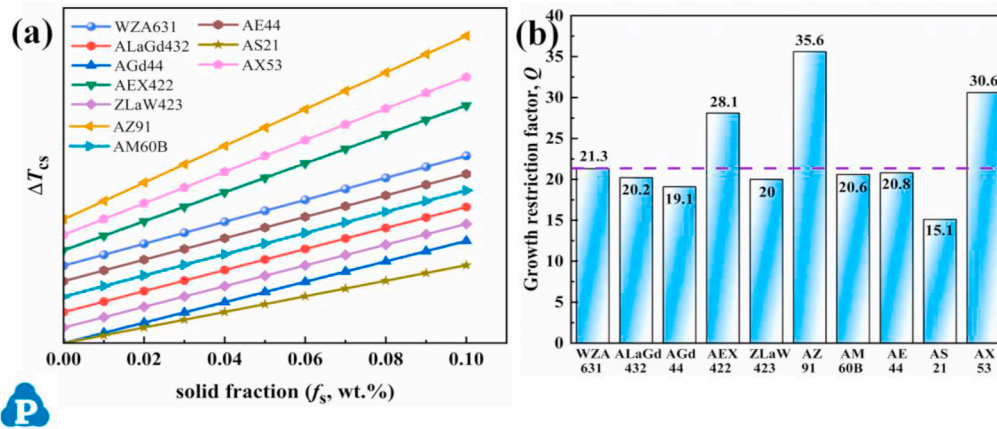 (a)
WZA631
ALaGd432
AGd44
AEX422
ZLaW423
AZ91
AM60B
AE44
AS21
AX53
ΔTcs
0.00 0.02 0.04 0.06 0.08 0.10
solid fraction (fs, wt.%)
P
(b)
Growth restriction factor, Q
40
35
30
25
20
15
10
5
0
21.3
20.2
19.1
28.1
20
35.6
20.6
20.8
15.1
30.6
WZA ALaGd AGd AEX ZLaW AZ AM AE AS AX
631 432 44 422 423 91 60B 44 21 53